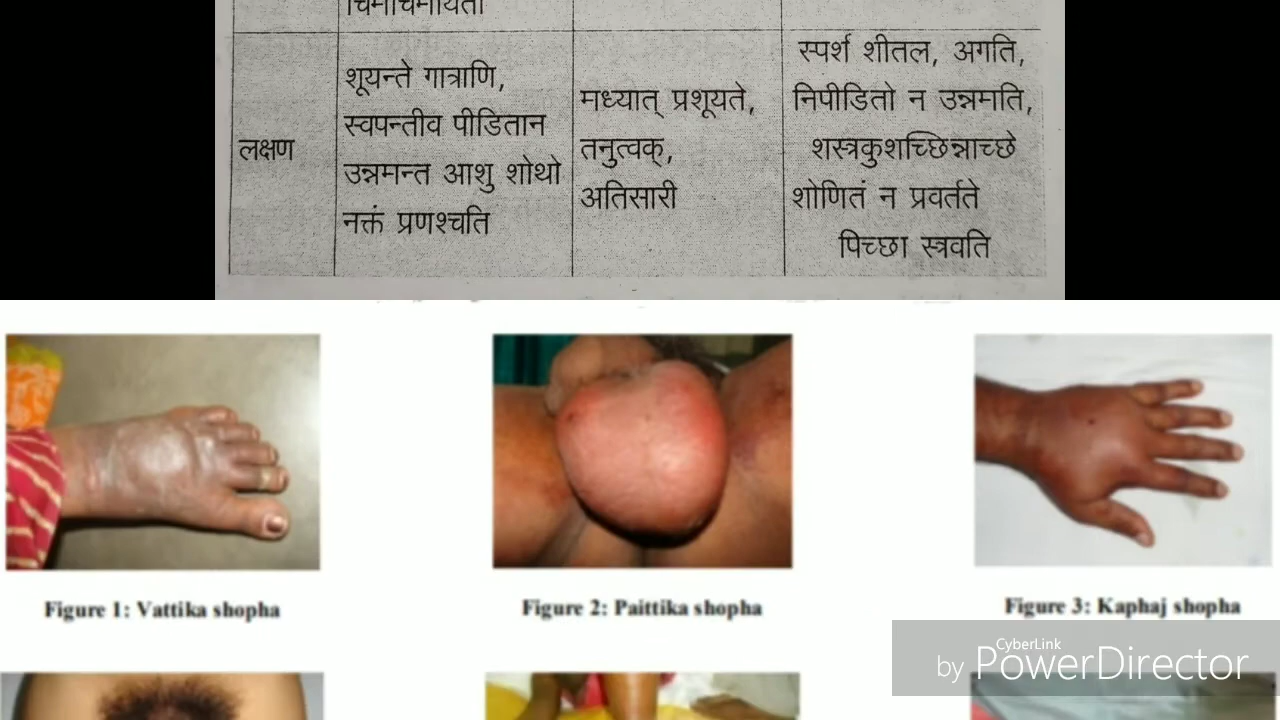 लक्षण
शूयन्ते गात्राणि,
स्वपन्तीव पीडितान
उन्नमन्त आशु शोथो
नक्तं प्रणश्चति
मध्यात् प्रशूयते,
तनुत्वक्,
अतिसारी
स्पर्श शीतल, अगति,
निपीडितो न उन्नमति,
शस्त्रकुशच्छिन्नाच्छे
शोणितं न प्रवर्तते
पिच्छा स्त्रवति
Figure 1: Vattika shopha
Figure 2: Paittika shopha
Figure 3: Kaphaj shopha
CyberLink
by PowerDirector